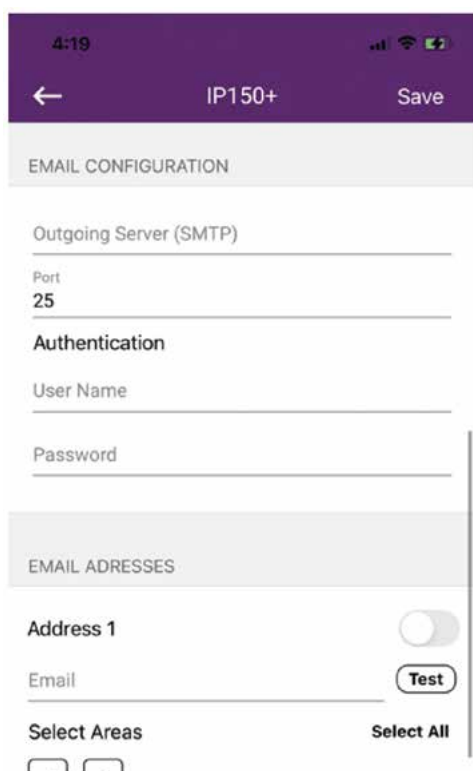 4:19
IP150+
Save
EMAIL CONFIGURATION
Outgoing Server (SMTP)
Port
25
Authentication
User Name
Password
EMAIL ADRESSES
Address 1
Email
Test
Select Areas
Select All